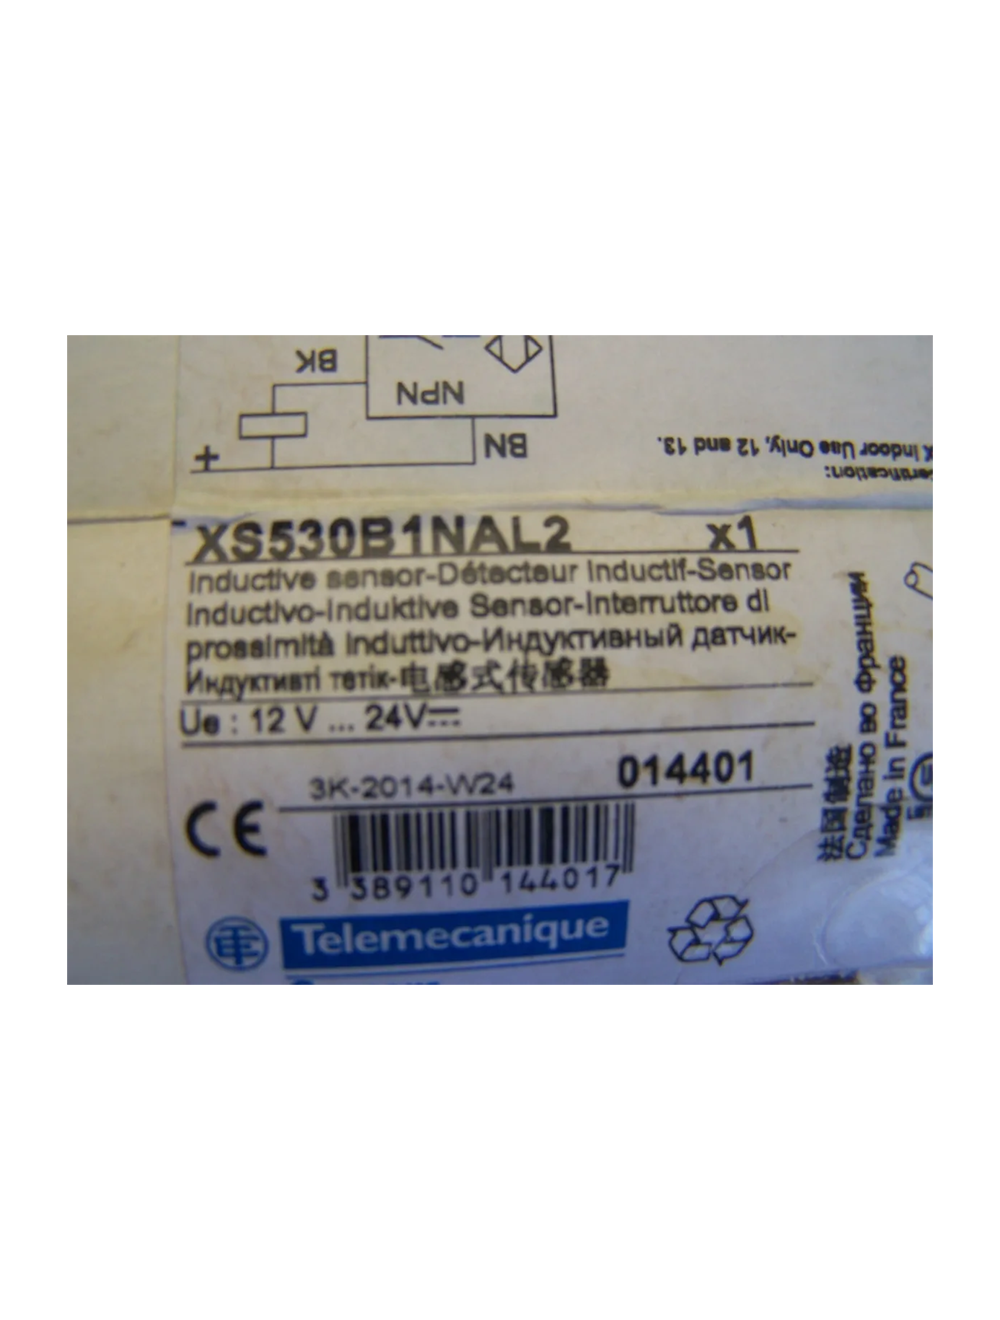 BK
NPN
+
BN
X Indoor Use Only, 12 and 13.
XS530B1NAL2 x1
Inductive sensor-Détecteur Inductif-Sensor
Inductivo-Induktive Sensor-Interruttore di
prossimità induttivo-Индуктивный датчик-
Индуктивті тетік-电感式传感器
Ue : 12 V ... 24V
3K-2014-W24
014401
CE
3 389110 144017
Telemecanique
法国制造
Сделано во Франции
Made in France